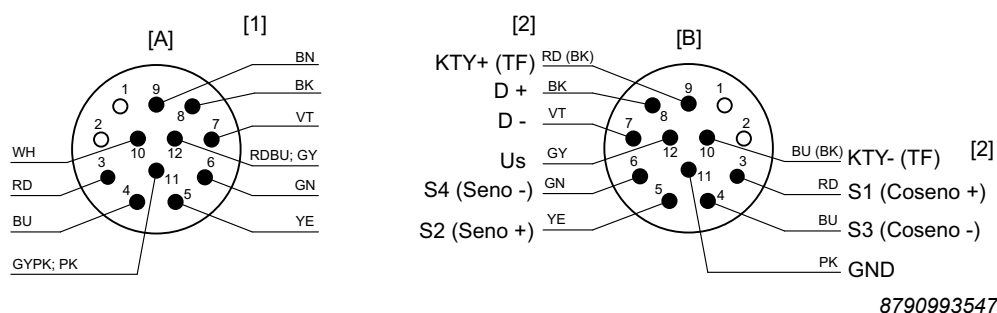 [1]
[A]
BN
BK
VT
RDBU; GY
GN
YE
WH
RD
BU
GYPK; PK
1
9
8
2
7
10
12
3
6
11
4
5
[2]
[B]
KTY+ (TF) RD (BK)
D + BK
D - VT
Us GY
S4 (Seno -) GN
S2 (Seno +) YE
9
1
8
7
2
12
10
6
3
11
5
4
BU (BK) KTY- (TF) [2]
RD S1 (Coseno +)
BU S3 (Coseno -)
PK GND
8790993547